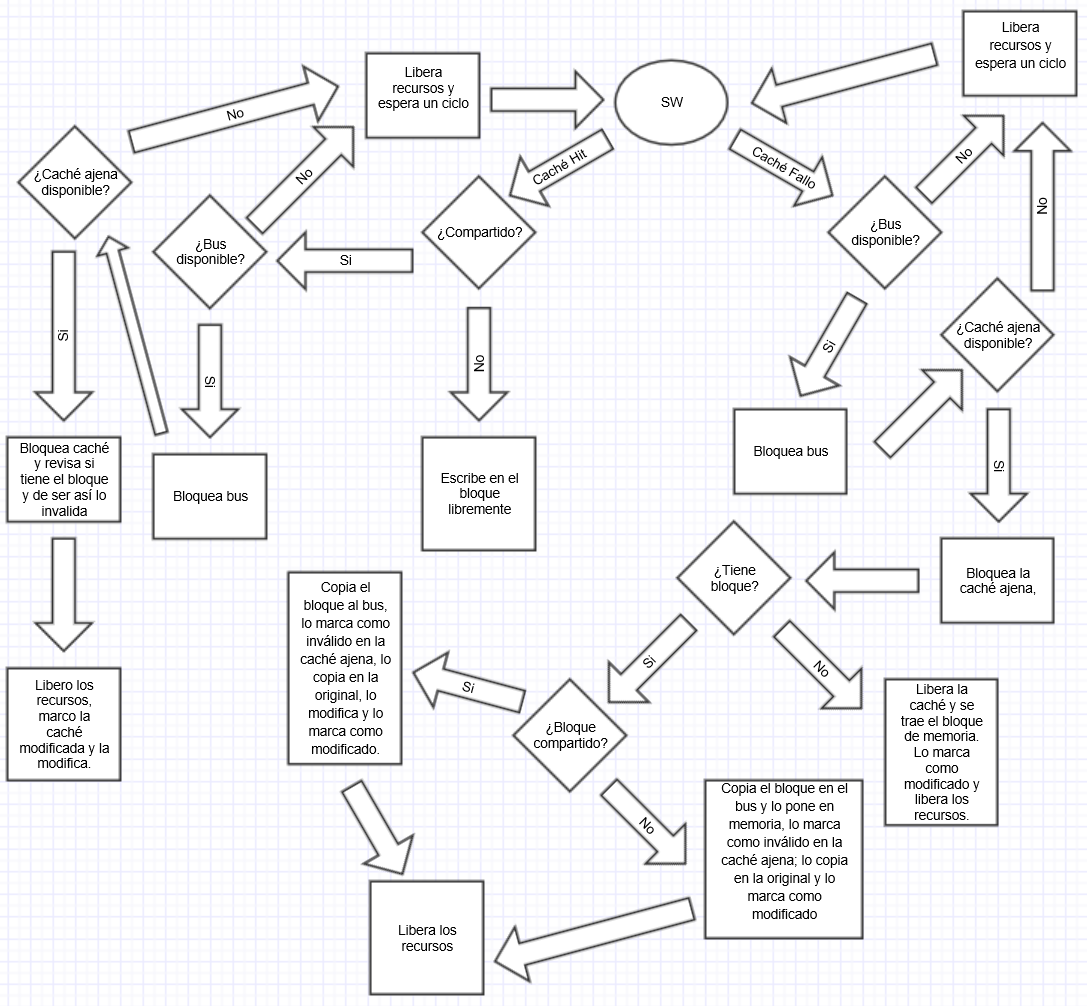 Libera
recursos y
espera un ciclo
Libera
recursos y
espera un ciclo
SW
No
Caché Hit
Caché Fallo
No
No
No
¿Caché ajena
disponible?
¿Bus
disponible?
Si
¿Compartido?
¿Bus
disponible?
¿Caché ajena
disponible?
Si
Si
No
Si
Si
Bloquea caché
y revisa si
tiene el bloque
y de ser así lo
invalida
Bloquea bus
Escribe en el
bloque
libremente
Bloquea bus
¿Tiene
bloque?
Bloquea la
caché ajena,
Copia el
bloque al bus,
lo marca como
inválido en la
caché ajena, lo
copia en la
original, lo
modifica y lo
marca como
modificado.
Si
No
Si
Libero los
recursos,
marco la
caché
modificada y la
modifica.
¿Bloque
compartido?
Libera la
caché y se
trae el bloque
de memoria.
Lo marca
como
modificado y
libera los
recursos.
No
Copia el bloque en el
bus y lo pone en
memoria, lo marca
como inválido en la
caché ajena; lo copia
en la original y lo
marca como
modificado
Libera los
recursos